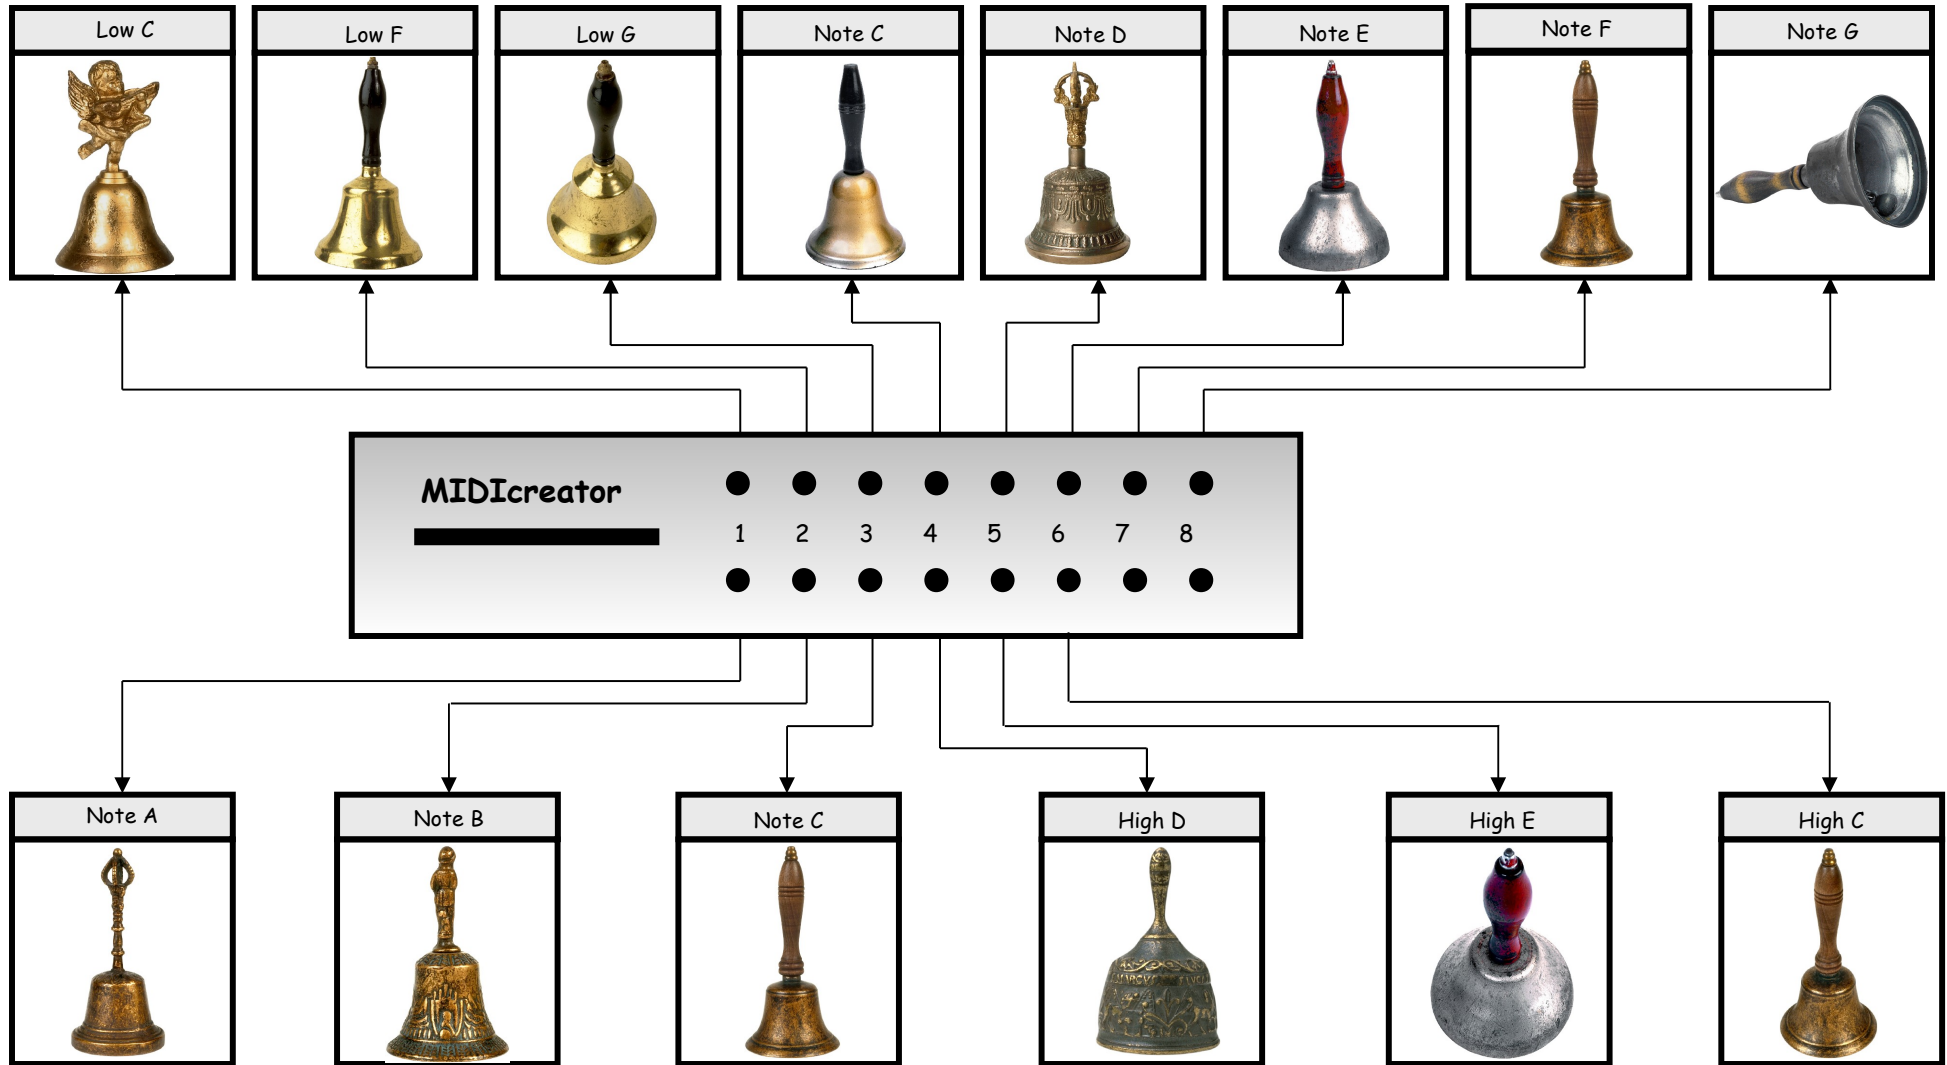 Low C
Low F
Low G
Note C
Note D
Note E
Note F
Note G
MIDIcreator
1 2 3 4 5 6 7 8
Note A
Note B
Note C
High D
High E
High C